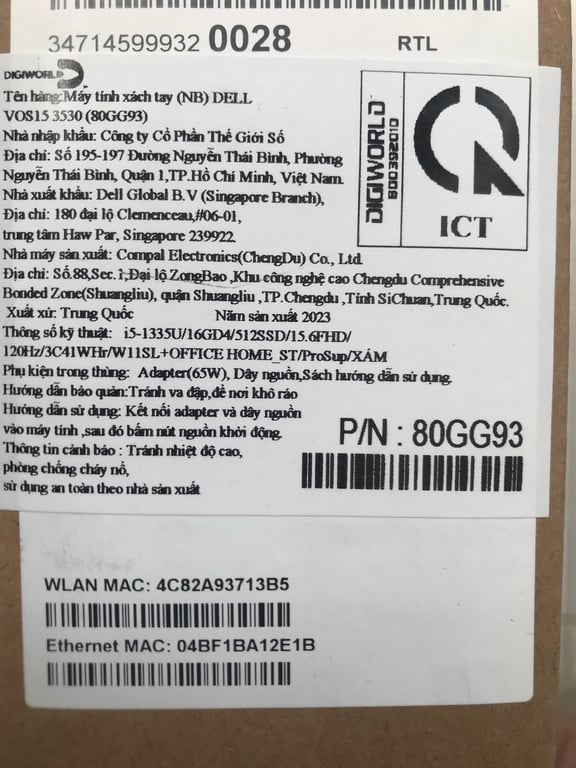 34714599932 0028 RTL
DIGIWORLD
Tên hàng:Máy tính xách tay (NB) DELL
VOS15 3530 (80GG93)
Nhà nhập khẩu: Công ty Cổ Phần Thế Giới Số
Địa chỉ: Số 195-197 Đường Nguyễn Thái Bình, Phường
Nguyễn Thái Bình, Quận 1,TP.Hồ Chí Minh, Việt Nam.
Nhà xuất khẩu: Dell Global B.V (Singapore Branch),
Địa chỉ: 180 đại lộ Clemenceau,#06-01,
trung tâm Haw Par, Singapore 239922.
DIGIWORLD
800392010
ICT
Nhà máy sản xuất: Compal Electronics(ChengDu) Co., Ltd.
Địa chỉ: Số.88,Sec.1,Đại lộ ZongBao ,Khu công nghệ cao Chengdu Comprehensive
Bonded Zone(Shuangliu), quận Shuangliu ,TP.Chengdu ,Tỉnh SiChuan,Trung Quốc.
Xuất xứ: Trung Quốc Năm sản xuất 2023
Thông số kỹ thuật: i5-1335U/16GD4/512SSD/15.6FHD/
120Hz/3C41WHr/W11SL+OFFICE HOME_ST/ProSup/XÁM
Phụ kiện trong thùng: Adapter(65W), Dây nguồn,Sách hướng dẫn sử dụng.
Hướng dẫn bảo quản:Tránh va đập,để nơi khô ráo
Hướng dẫn sử dụng: Kết nối adapter và dây nguồn
vào máy tính ,sau đó bấm nút nguồn khởi động.
Thông tin cảnh báo : Tránh nhiệt độ cao,
phòng chống cháy nổ,
sử dụng an toàn theo nhà sản xuất
P/N : 80GG93
WLAN MAC: 4C82A93713B5
Ethernet MAC: 04BF1BA12E1B